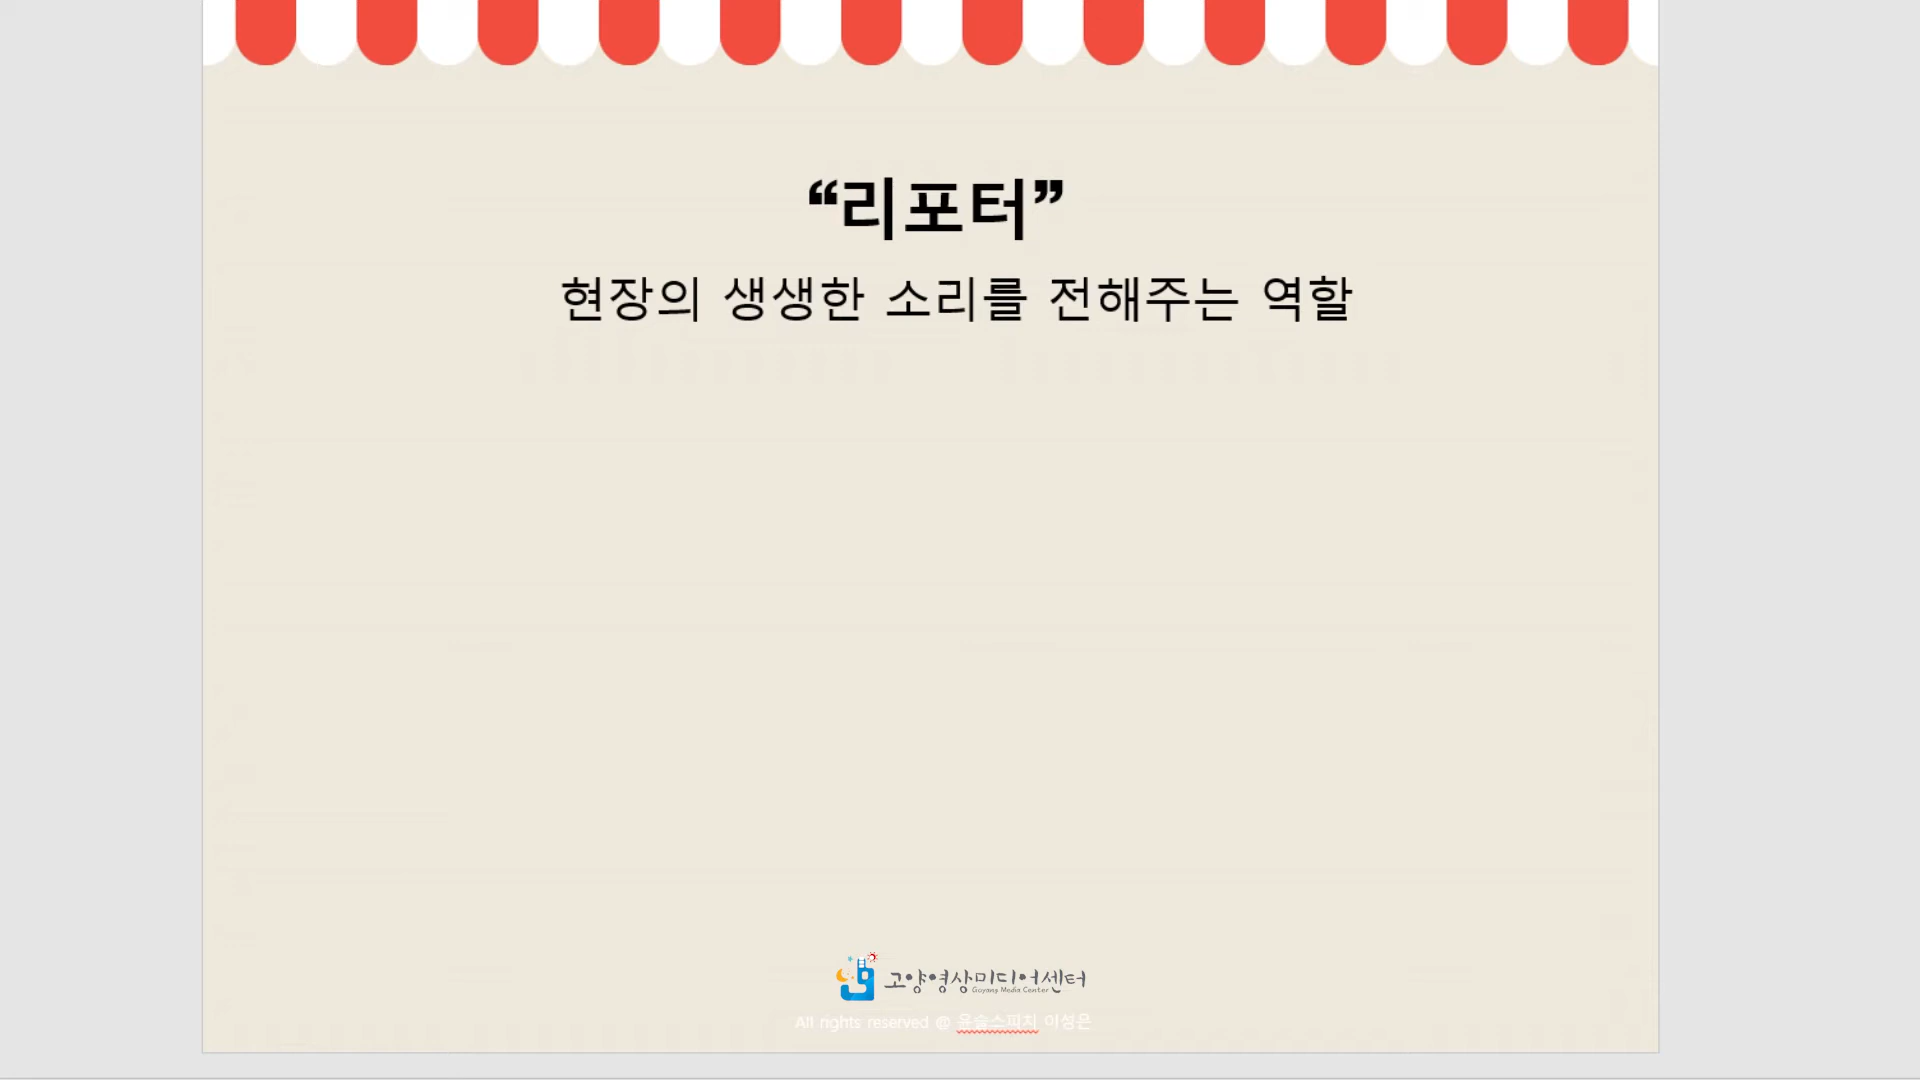 “리포터”
현장의 생생한 소리를 전해주는 역할
고양영상미디어센터
Goyang Media Center
All rights reserved @ 윤슬스피치 이성은